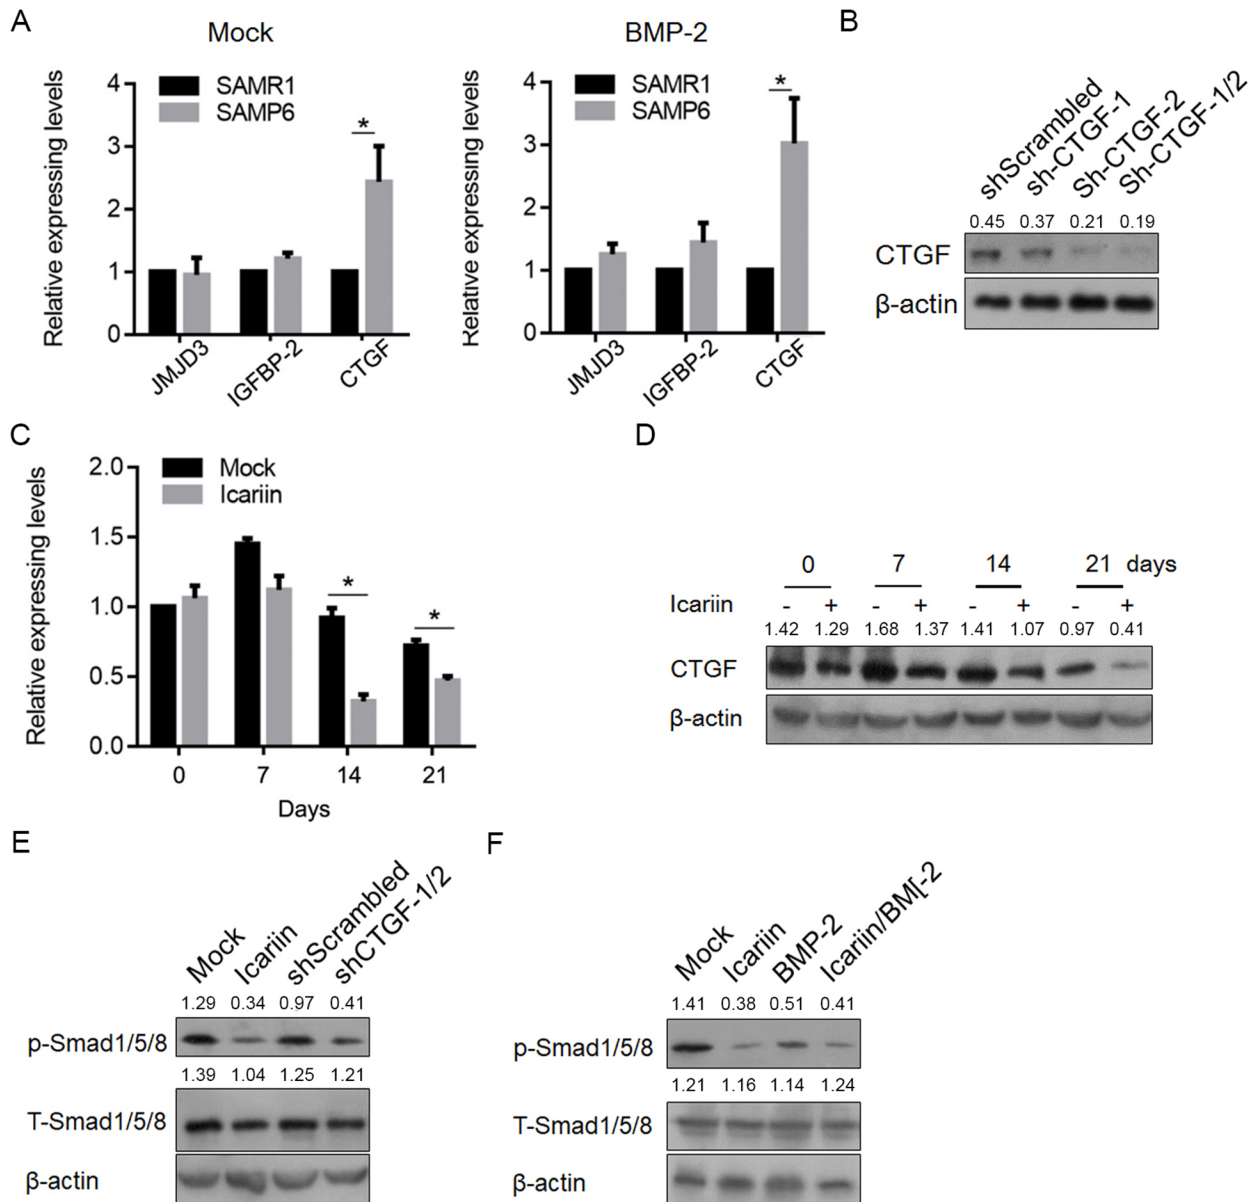 A
Mock
Relative expressing levels
4
3
2
1
0
SAMR1
SAMP6
*
JMJD3
IGFBP-2
CTGF
BMP-2
Relative expressing levels
4
3
2
1
0
SAMR1
SAMP6
*
JMJD3
IGFBP-2
CTGF
B
shScrambled
sh-CTGF-1
Sh-CTGF-2
Sh-CTGF-1/2
0.45 0.37 0.21 0.19
CTGF
β-actin
C
Relative expressing levels
2.0
1.5
1.0
0.5
0.0
Mock
Icariin
*
*
0 7 14 21
Days
D
0 7 14 21 days
Icariin - + - + - + - +
1.42 1.29 1.68 1.37 1.41 1.07 0.97 0.41
CTGF
β-actin
E
Mock
Icariin
shScrambled
shCTGF-1/2
1.29 0.34 0.97 0.41
p-Smad1/5/8
1.39 1.04 1.25 1.21
T-Smad1/5/8
β-actin
F
Mock
Icariin
BMP-2
Icariin/BM[-2
1.41 0.38 0.51 0.41
p-Smad1/5/8
1.21 1.16 1.14 1.24
T-Smad1/5/8
β-actin